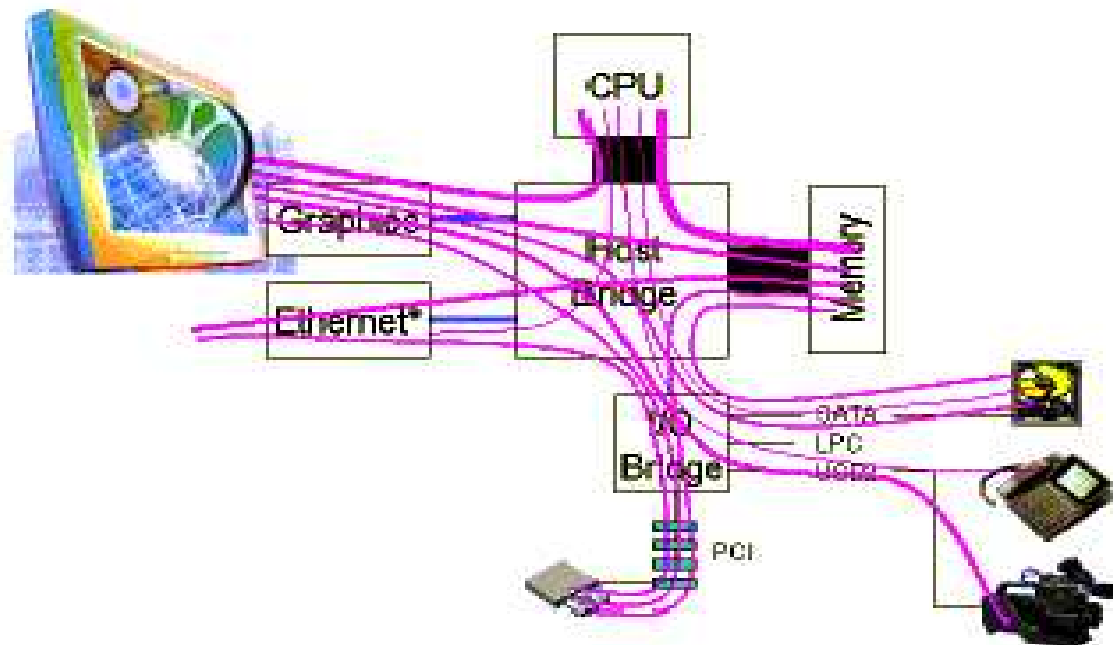 CPU
Graphics
Host
Bridge
Memory
Ethernet*
I/O
Bridge
SATA
LPC
USB2
PCI